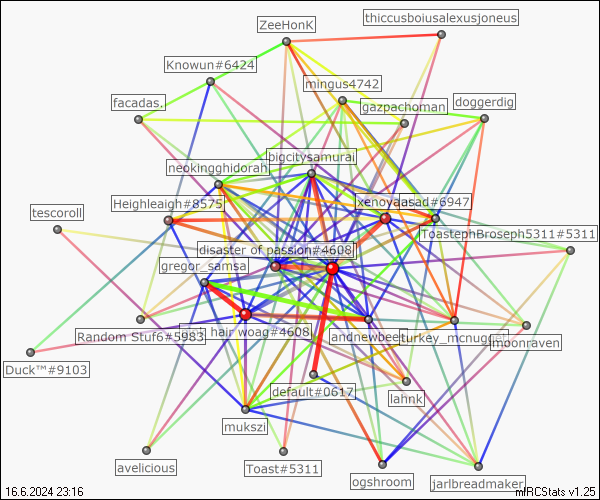 thiccusboiusalexusjoneus
ZeeHonK
Knowun#6424
mingus4742
facadas.
gazpachoman
doggerdig
bigcitysamurai
neokingghidorah
Heighleaigh#8575
xenoyaasad#6947
tescoroll
ToastephBroseph5311#5311
disaster of passion#4608
gregor_samsa
hair woag#4608
Random Stuf6#5983
andnewbeet
turkey_mcnugget
moonraven
Duck™#9103
default#0617
lahnk
mukszi
avelicious
Toast#5311
ogshroom
jarlbreadmaker
16.6.2024 23:16
mIRCStats v1.25